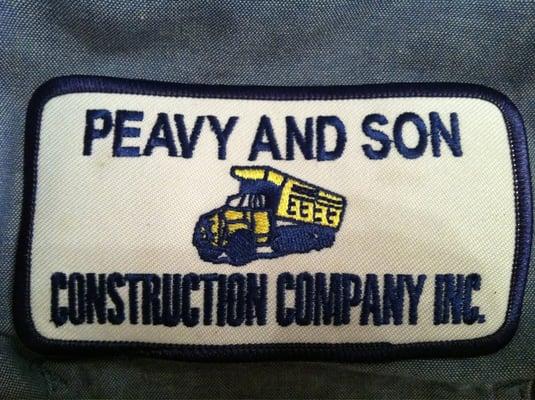 PEAVY AND SON
CONSTRUCTION COMPANY INC.